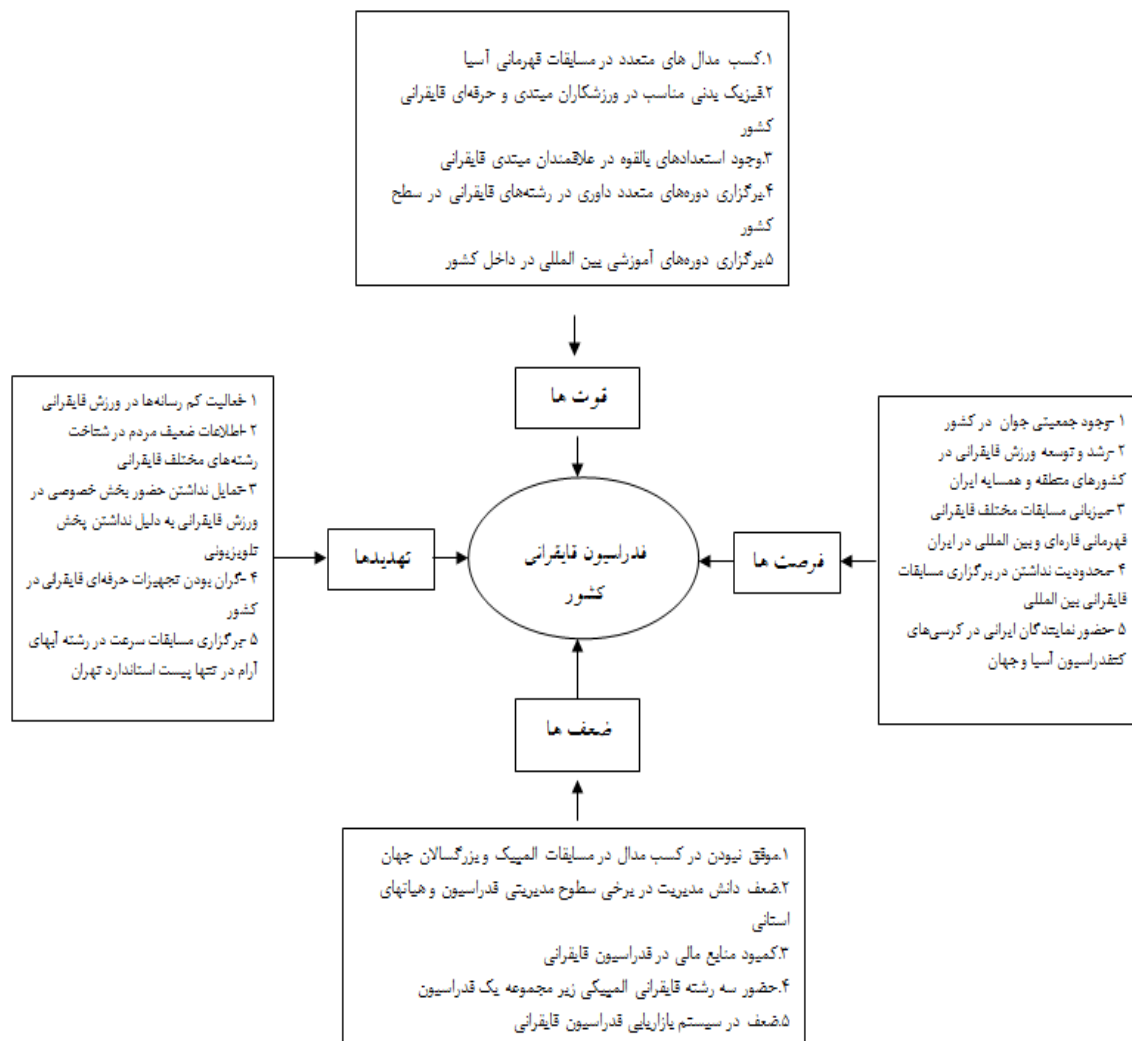 ۱.کسب مدال های متعدد در مسابقات قهرمانی آسیا
۲.فیزیک بدنی مناسب در ورزشکاران مبتدی و حرفه‌ای قایقرانی
کشور
۳.وجود استعدادهای بالقوه در علاقمندان مبتدی قایقرانی
۴.برگزاری دوره‌های متعدد داوری در رشته‌های قایقرانی در سطح
کشور
۵.برگزاری دوره‌های آموزشی بین المللی در داخل کشور
قوت ها
۱-وجود جمعیتی جوان در کشور
۲-رشد و توسعه ورزش قایقرانی در
کشورهای منطقه و همسایه ایران
۳-میزبانی مسابقات مختلف قایقرانی
قهرمانی قاره‌ای و بین المللی در ایران
۴-محدودیت نداشتن در برگزاری مسابقات
قایقرانی بین المللی
۵-حضور نمایندگان ایرانی در کرسی‌های
کنفدراسیون آسیا و جهان
فرصت ها
فدراسیون قایقرانی
کشور
تهدیدها
۱-فعالیت کم رسانه‌ها در ورزش قایقرانی
۲-اطلاعات ضعیف مردم در شناخت
رشته‌های مختلف قایقرانی
۳-تمایل نداشتن حضور بخش خصوصی در
ورزش قایقرانی به دلیل نداشتن پخش
تلویزیونی
۴-گران بودن تجهیزات حرفه‌ای قایقرانی در
کشور
۵-برگزاری مسابقات سرعت در رشته آبهای
آرام در تنها پیست استاندارد تهران
ضعف ها
۱.موفق نبودن در کسب مدال در مسابقات المپیک و بزرگسالان جهان
۲.ضعف دانش مدیریت در برخی سطوح مدیریتی فدراسیون و هیاتهای
استانی
۳.کمبود منابع مالی در فدراسیون قایقرانی
۴.حضور سه رشته قایقرانی المپیکی زیر مجموعه یک فدراسیون
۵.ضعف در سیستم بازاریابی فدراسیون قایقرانی